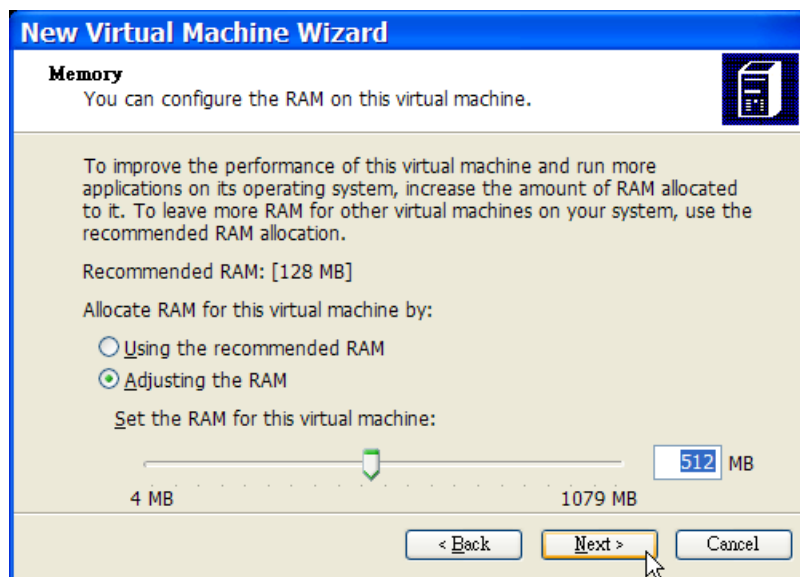 New Virtual Machine Wizard
Memory
You can configure the RAM on this virtual machine.
To improve the performance of this virtual machine and run more
applications on its operating system, increase the amount of RAM allocated
to it. To leave more RAM for other virtual machines on your system, use the
recommended RAM allocation.
Recommended RAM: [128 MB]
Allocate RAM for this virtual machine by:
Using the recommended RAM
Adjusting the RAM
Set the RAM for this virtual machine:
512 MB
4 MB 1079 MB
< Back Next > Cancel